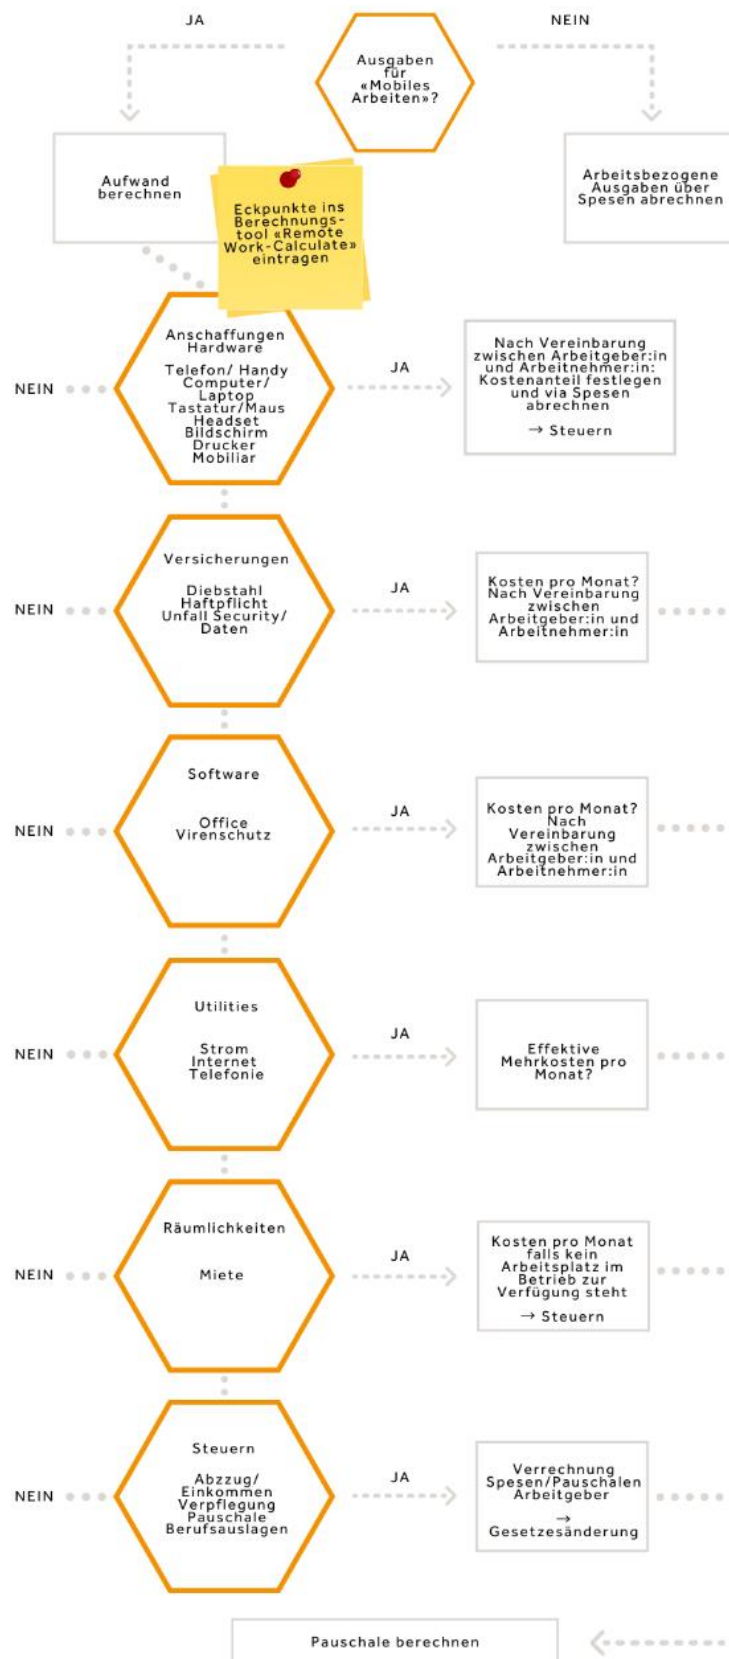 JA
NEIN
Ausgaben
für
«Mobiles
Arbeiten»?
Aufwand
berechnen
Eckpunkte ins
Berechnungs-
tool «Remote
Work-Calculate»
eintragen
Arbeitsbezogene
Ausgaben über
Spesen abrechnen
NEIN
Anschaffungen
Hardware
Telefon/ Handy
Computer/
Laptop
Tastatur/Maus
Headset
Bildschirm
Drucker
Mobiliar
JA
Nach Vereinbarung
zwischen Arbeitgeber:in
und Arbeitnehmer:in:
Kostenanteil festlegen
und via Spesen
abrechnen
→ Steuern
NEIN
Versicherungen
Diebstahl
Haftpflicht
Unfall Security/
Daten
JA
Kosten pro Monat?
Nach Vereinbarung
zwischen
Arbeitgeber:in und
Arbeitnehmer:in
NEIN
Software
Office
Virenschutz
JA
Kosten pro Monat?
Nach
Vereinbarung
zwischen
Arbeitgeber:in und
Arbeitnehmer:in
NEIN
Utilities
Strom
Internet
Telefonie
JA
Effektive
Mehrkosten pro
Monat?
NEIN
Räumlichkeiten
Miete
JA
Kosten pro Monat
falls kein
Arbeitsplatz im
Betrieb zur
Verfügung steht
→ Steuern
NEIN
Steuern
Abzzug/
Einkommen
Verpflegung
Pauschale
Berufsauslagen
JA
Verrechnung
Spesen/Pauschalen
Arbeitgeber
→
Gesetzesänderung
Pauschale berechnen